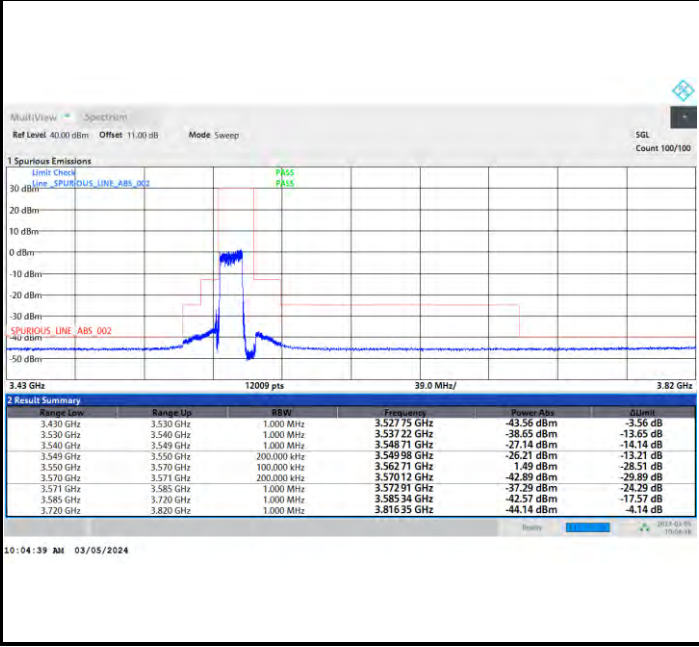 MultiView Spectrum
Ref Level 40.00 dBm Offset 11.00 dB Mode Sweep SGL
Count 100/100
1 Spurious Emissions
Limit Check PASS
Line _SPURIOUS_LINE_ABS_002 PASS
30 dBm
20 dBm
10 dBm
0 dBm
-10 dBm
-20 dBm
-30 dBm
SPURIOUS_LINE_ABS_002
-40 dBm
-50 dBm
3.43 GHz 12009 pts 39.0 MHz/ 3.82 GHz
2 Result Summary
Range Low Range Up RBW Frequency Power Abs ΔLimit
3.430 GHz 3.530 GHz 1.000 MHz 3.527 75 GHz -43.56 dBm -3.56 dB
3.530 GHz 3.540 GHz 1.000 MHz 3.537 22 GHz -38.65 dBm -13.65 dB
3.540 GHz 3.549 GHz 1.000 MHz 3.548 71 GHz -27.14 dBm -14.14 dB
3.549 GHz 3.550 GHz 200.000 kHz 3.549 98 GHz -26.21 dBm -13.21 dB
3.550 GHz 3.570 GHz 100.000 kHz 3.562 71 GHz 1.49 dBm -28.51 dB
3.570 GHz 3.571 GHz 200.000 kHz 3.570 12 GHz -42.89 dBm -29.89 dB
3.571 GHz 3.585 GHz 1.000 MHz 3.572 91 GHz -37.29 dBm -24.29 dB
3.585 GHz 3.720 GHz 1.000 MHz 3.585 34 GHz -42.57 dBm -17.57 dB
3.720 GHz 3.820 GHz 1.000 MHz 3.816 35 GHz -44.14 dBm -4.14 dB
Ready
10:04:39 AM 03/05/2024